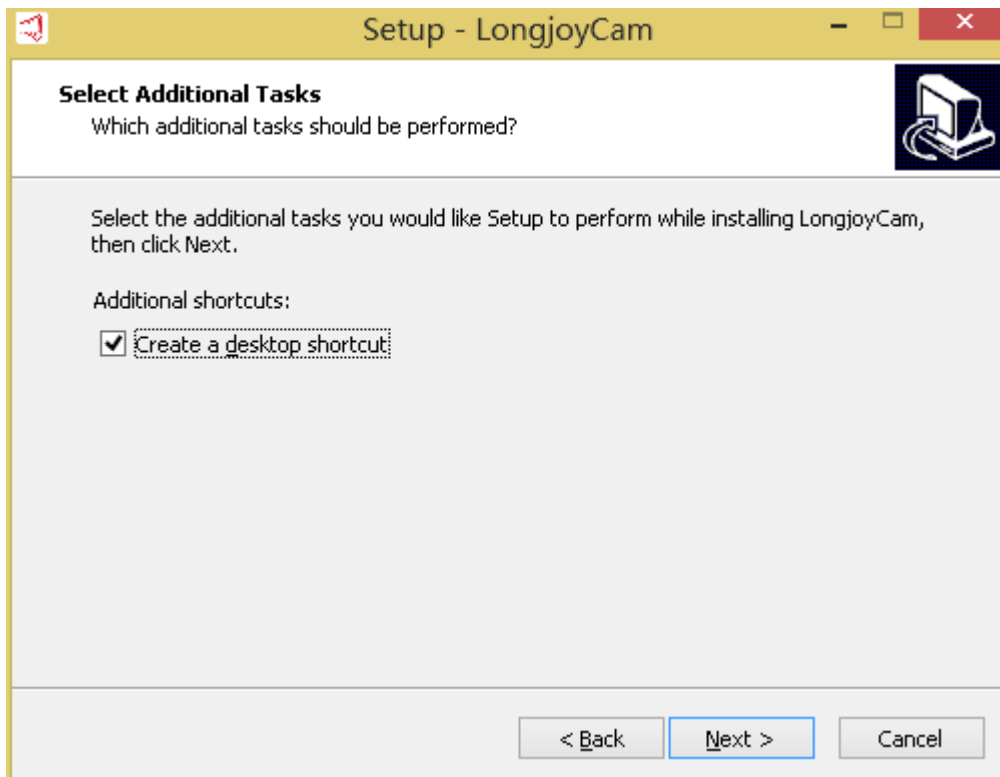 Setup - LongjoyCam
Select Additional Tasks
Which additional tasks should be performed?
Select the additional tasks you would like Setup to perform while installing LongjoyCam,
then click Next.
Additional shortcuts:
Create a desktop shortcut
< Back
Next >
Cancel